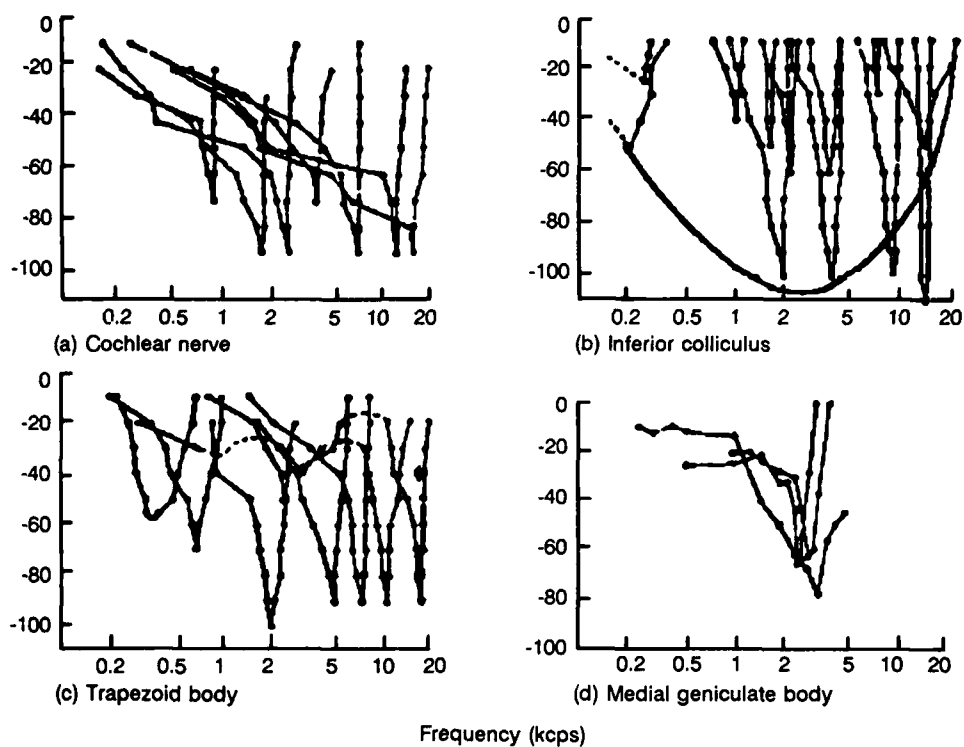 0
-20
-40
-60
-80
-100
0.2 0.5 1 2 5 10 20
(a) Cochlear nerve
0
-20
-40
-60
-80
-100
0.2 1 2 5 10 20
(b) Inferior colliculus
0
-20
-40
-60
-80
-100
0.2 0.5 1 2 5 10 20
(c) Trapezoid body
0
-20
-40
-60
-80
-100
0.2 0.5 1 2 5 10 20
(d) Medial geniculate body
Frequency (kcps)